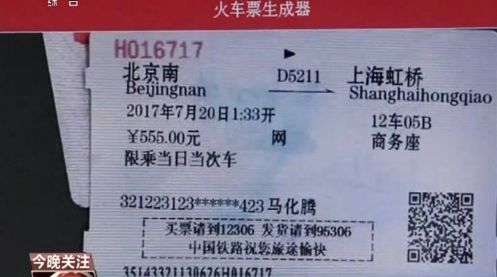 综合
火车票生成器
H016717
北京南 D5211 上海虹桥
Beijingnan Shanghaihongqiao
2017年7月20日1:33开 12车05B
¥555.00元 网 商务座
限乘当日当次车
321223123******423 马化腾
买票请到12306 发货请到95306
中国铁路祝您旅途愉快
35143321130626H016717
今晚关注